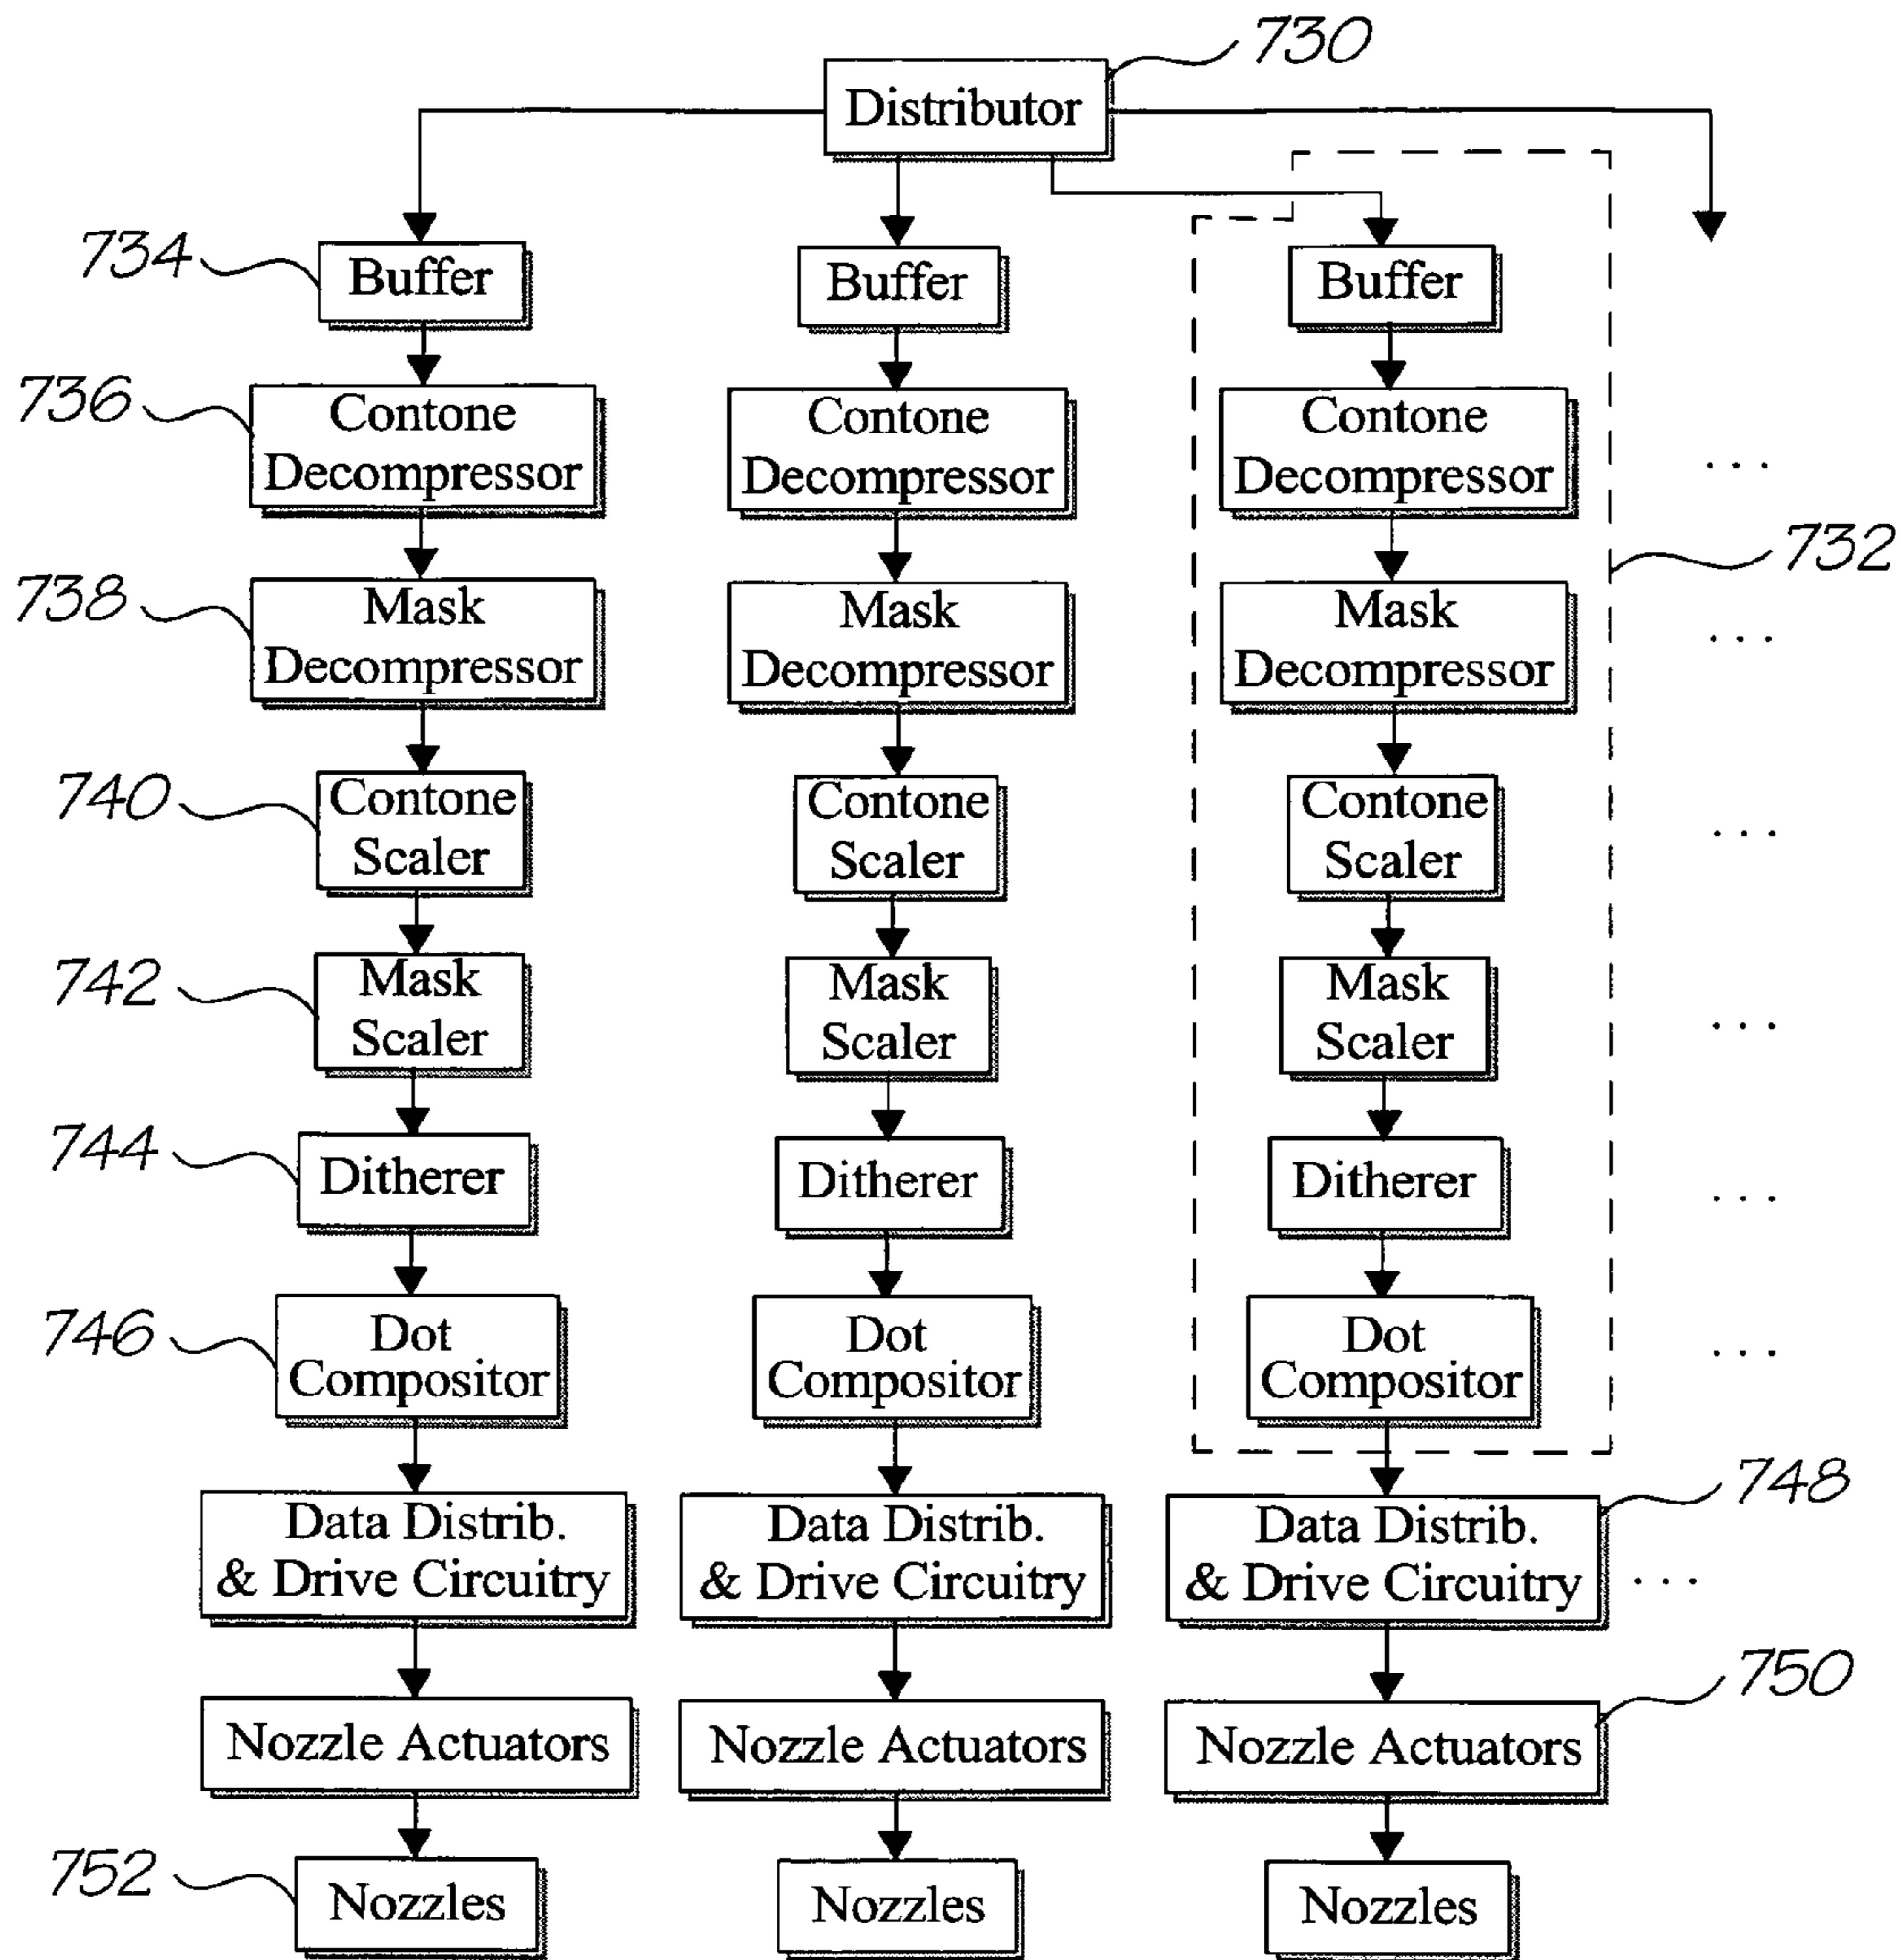 730
Distributor
734
Buffer
Buffer
Buffer
736
Contone
Decompressor
Contone
Decompressor
Contone
Decompressor
...
732
738
Mask
Decompressor
Mask
Decompressor
Mask
Decompressor
...
740
Contone
Scaler
Contone
Scaler
Contone
Scaler
...
742
Mask
Scaler
Mask
Scaler
Mask
Scaler
...
744
Ditherer
Ditherer
Ditherer
...
746
Dot
Compositor
Dot
Compositor
Dot
Compositor
...
748
Data Distrib.
& Drive Circuitry
Data Distrib.
& Drive Circuitry
Data Distrib.
& Drive Circuitry
...
750
Nozzle Actuators
Nozzle Actuators
Nozzle Actuators
752
Nozzles
Nozzles
Nozzles